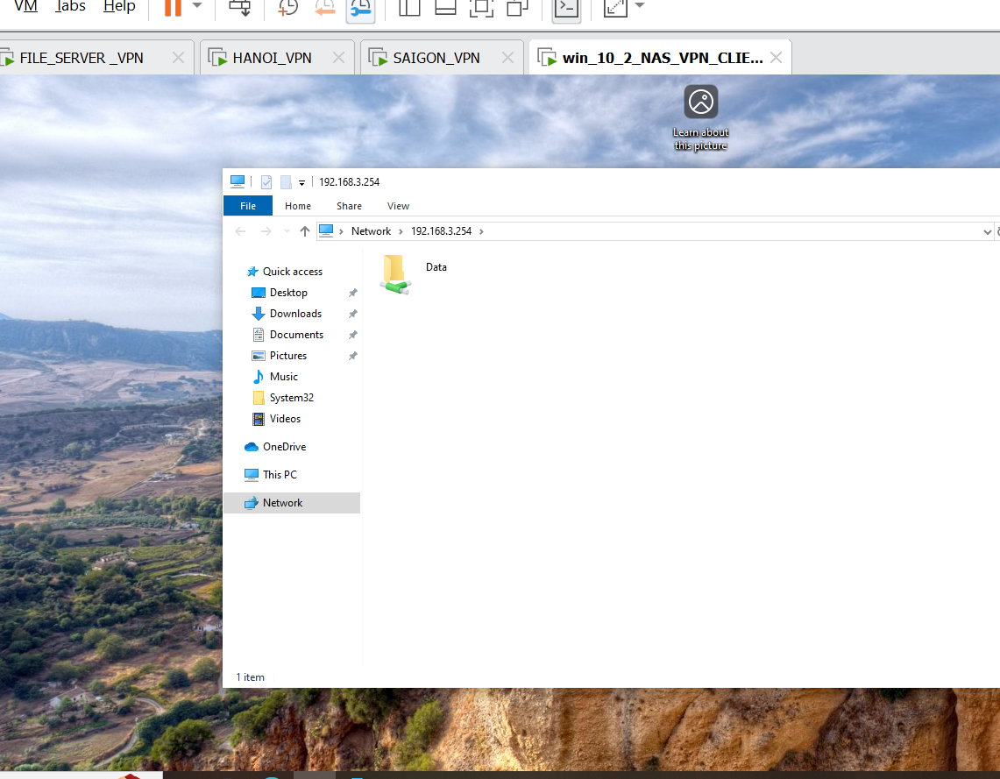 VM Tabs Help
FILE_SERVER _VPN HANOI_VPN SAIGON_VPN win_10_2_NAS_VPN_CLIE...
Learn about
this picture
192.168.3.254
File Home Share View
Network 192.168.3.254
Quick access
Desktop
Downloads
Documents
Pictures
Music
System32
Videos
OneDrive
This PC
Network
Data
1 item